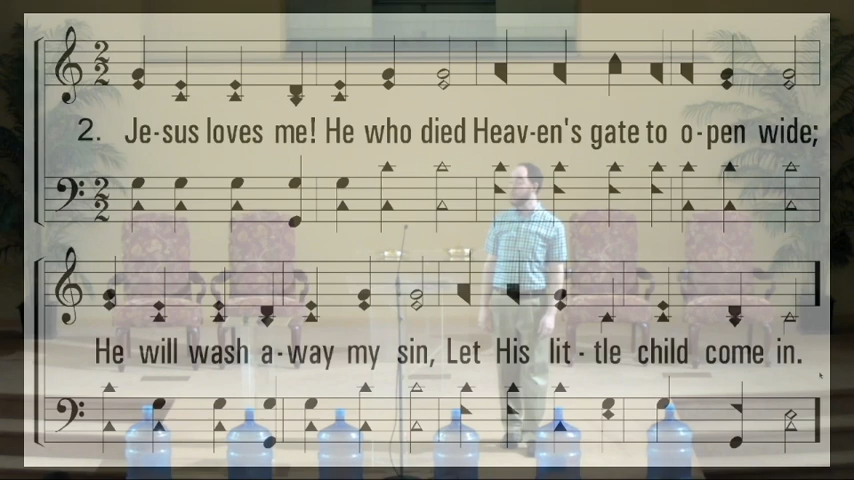 2. Je-sus loves me! He who died Heav-en's gate to o-pen wide;
He will wash a-way my sin, Let His lit-tle child come in.